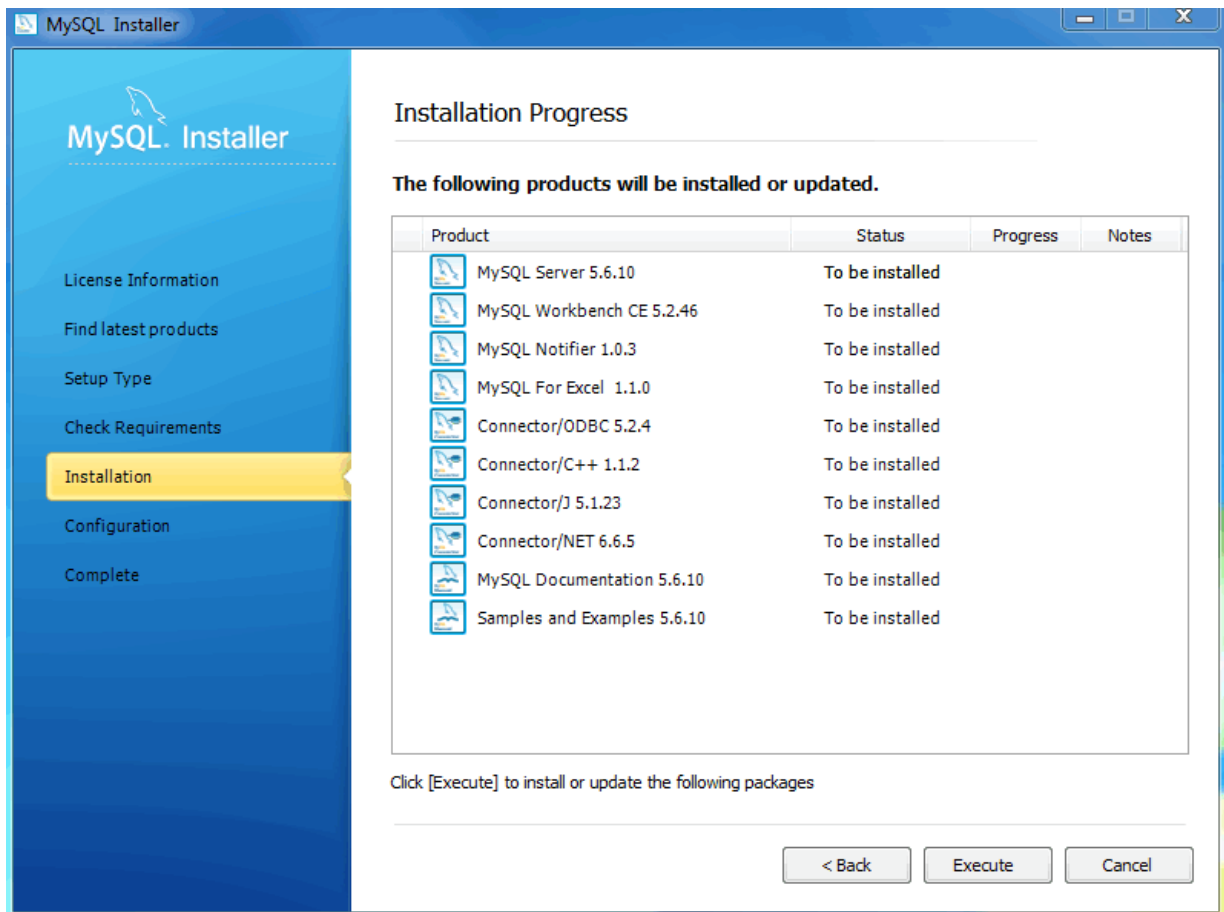 MySQL Installer
MySQL. Installer
License Information
Find latest products
Setup Type
Check Requirements
Installation
Configuration
Complete
Installation Progress
The following products will be installed or updated.
Product Status Progress Notes
MySQL Server 5.6.10 To be installed
MySQL Workbench CE 5.2.46 To be installed
MySQL Notifier 1.0.3 To be installed
MySQL For Excel 1.1.0 To be installed
Connector/ODBC 5.2.4 To be installed
Connector/C++ 1.1.2 To be installed
Connector/J 5.1.23 To be installed
Connector/NET 6.6.5 To be installed
MySQL Documentation 5.6.10 To be installed
Samples and Examples 5.6.10 To be installed
Click [Execute] to install or update the following packages
< Back Execute Cancel